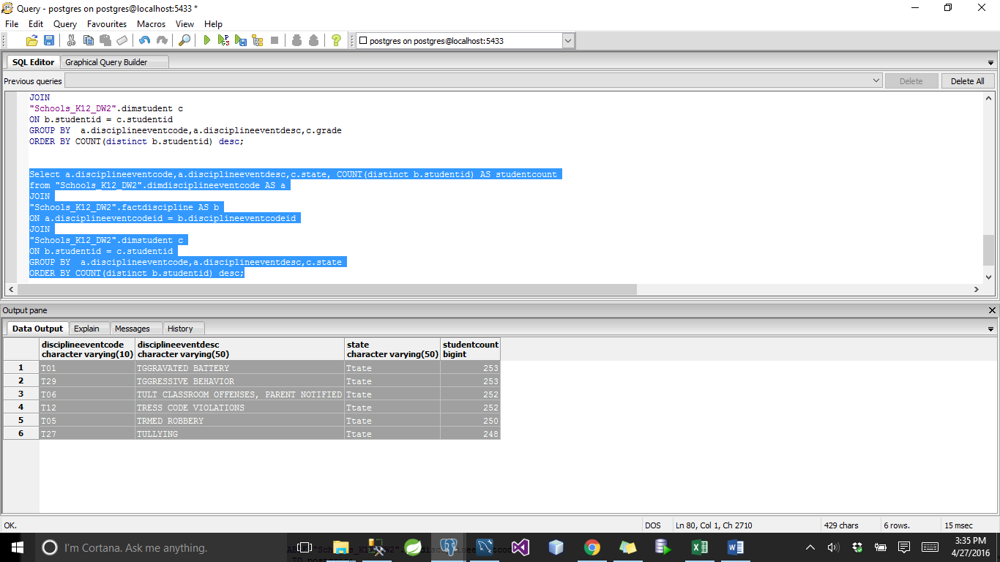 Query - postgres on postgres@localhost:5433 *
File Edit Query Favourites Macros View Help
postgres on postgres@localhost:5433
SQL Editor Graphical Query Builder
Previous queries Delete Delete All
JOIN
"Schools_K12_DW2".dimstudent c
ON b.studentid = c.studentid
GROUP BY  a.disciplineeventcode,a.disciplineeventdesc,c.grade
ORDER BY COUNT(distinct b.studentid) desc;
Select a.disciplineeventcode,a.disciplineeventdesc,c.state, COUNT(distinct b.studentid) AS studentcount
from "Schools_K12_DW2".dimdisciplineeventcode AS a
JOIN
"Schools_K12_DW2".factdiscipline AS b
ON a.disciplineeventcodeid = b.disciplineeventcodeid
JOIN
"Schools_K12_DW2".dimstudent c
ON b.studentid = c.studentid
GROUP BY  a.disciplineeventcode,a.disciplineeventdesc,c.state
ORDER BY COUNT(distinct b.studentid) desc;
Output pane
Data Output Explain Messages History
disciplineeventcode disciplineeventdesc state studentcount
character varying(10) character varying(50) character varying(50) bigint
1 T01 TGGRAVATED BATTERY Ttate 253
2 T29 TGGRESSIVE BEHAVIOR Ttate 253
3 T06 TULT CLASSROOM OFFENSES, PARENT NOTIFIED Ttate 252
4 T12 TRESS CODE VIOLATIONS Ttate 252
5 T05 TRMED ROBBERY Ttate 250
6 T27 TULLYING Ttate 248
OK. DOS Ln 80, Col 1, Ch 2710 429 chars 6 rows. 15 msec
I'm Cortana. Ask me anything.
3:35 PM
4/27/2016